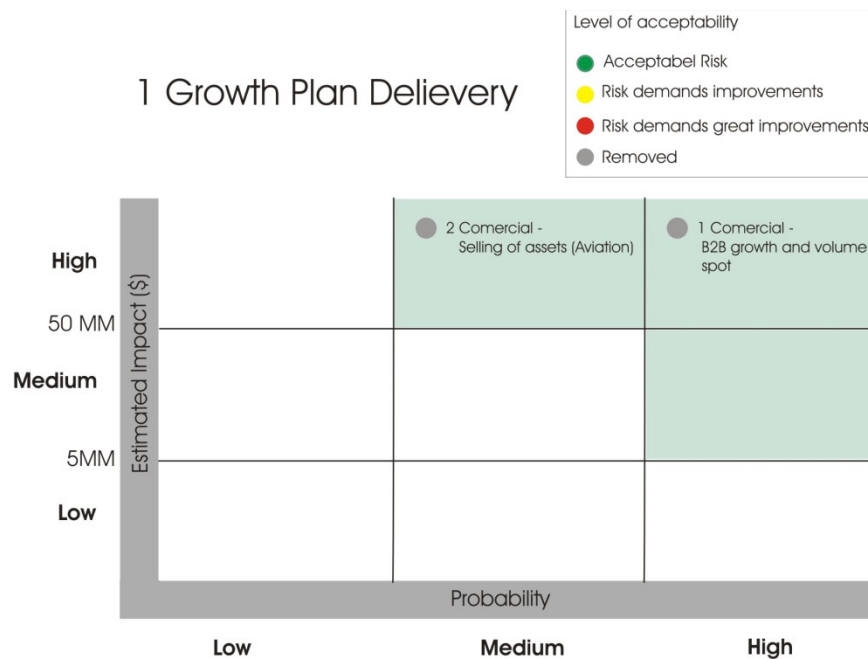 Level of acceptability
Acceptabel Risk
Risk demands improvements
Risk demands great improvements
Removed
1 Growth Plan Delievery
High
50 MM
Medium
5MM
Low
Estimated Impact ($)
2 Comercial -
Selling of assets (Aviation)
1 Comercial -
B2B growth and volume
spot
Probability
Low
Medium
High